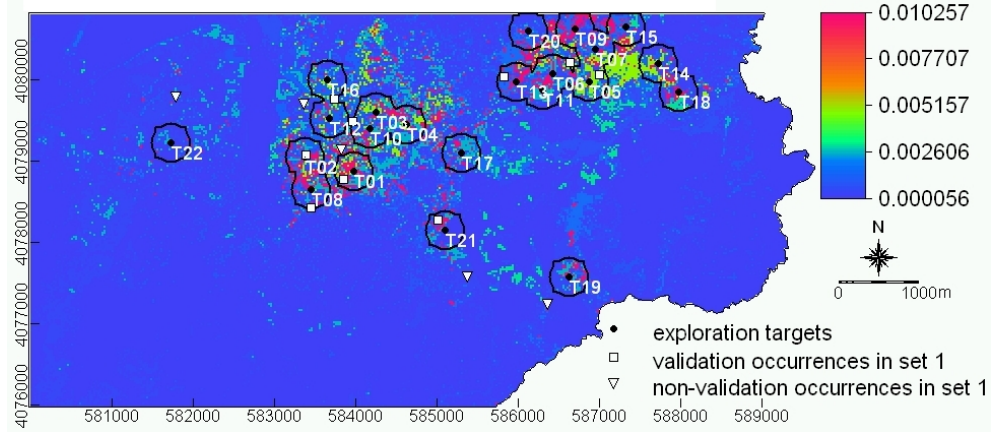 0.010257
0.007707
0.005157
0.002606
0.000056
N
0 1000m
4080000
4079000
4078000
4077000
4076000
581000 582000 583000 584000 585000 586000 587000 588000 589000
T20
T09
T15
T07
T14
T16
T13
T06
T11
T05
T18
T12
T03
T10
T04
T22
T02
T01
T17
T08
T21
T19
exploration targets
validation occurrences in set 1
non-validation occurrences in set 1